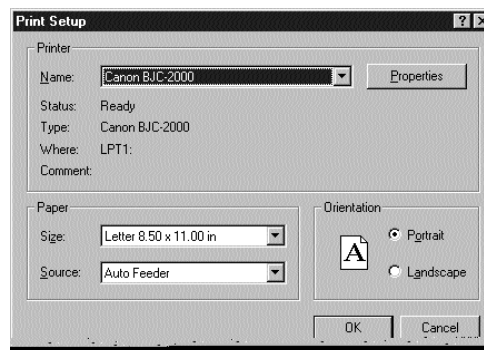 Print Setup
Printer
Name: Canon BJC-2000 Properties
Status: Ready
Type: Canon BJC-2000
Where: LPT1:
Comment:
Paper Orientation
Size: Letter 8.50 x 11.00 in Portrait
A
Source: Auto Feeder Landscape
OK Cancel